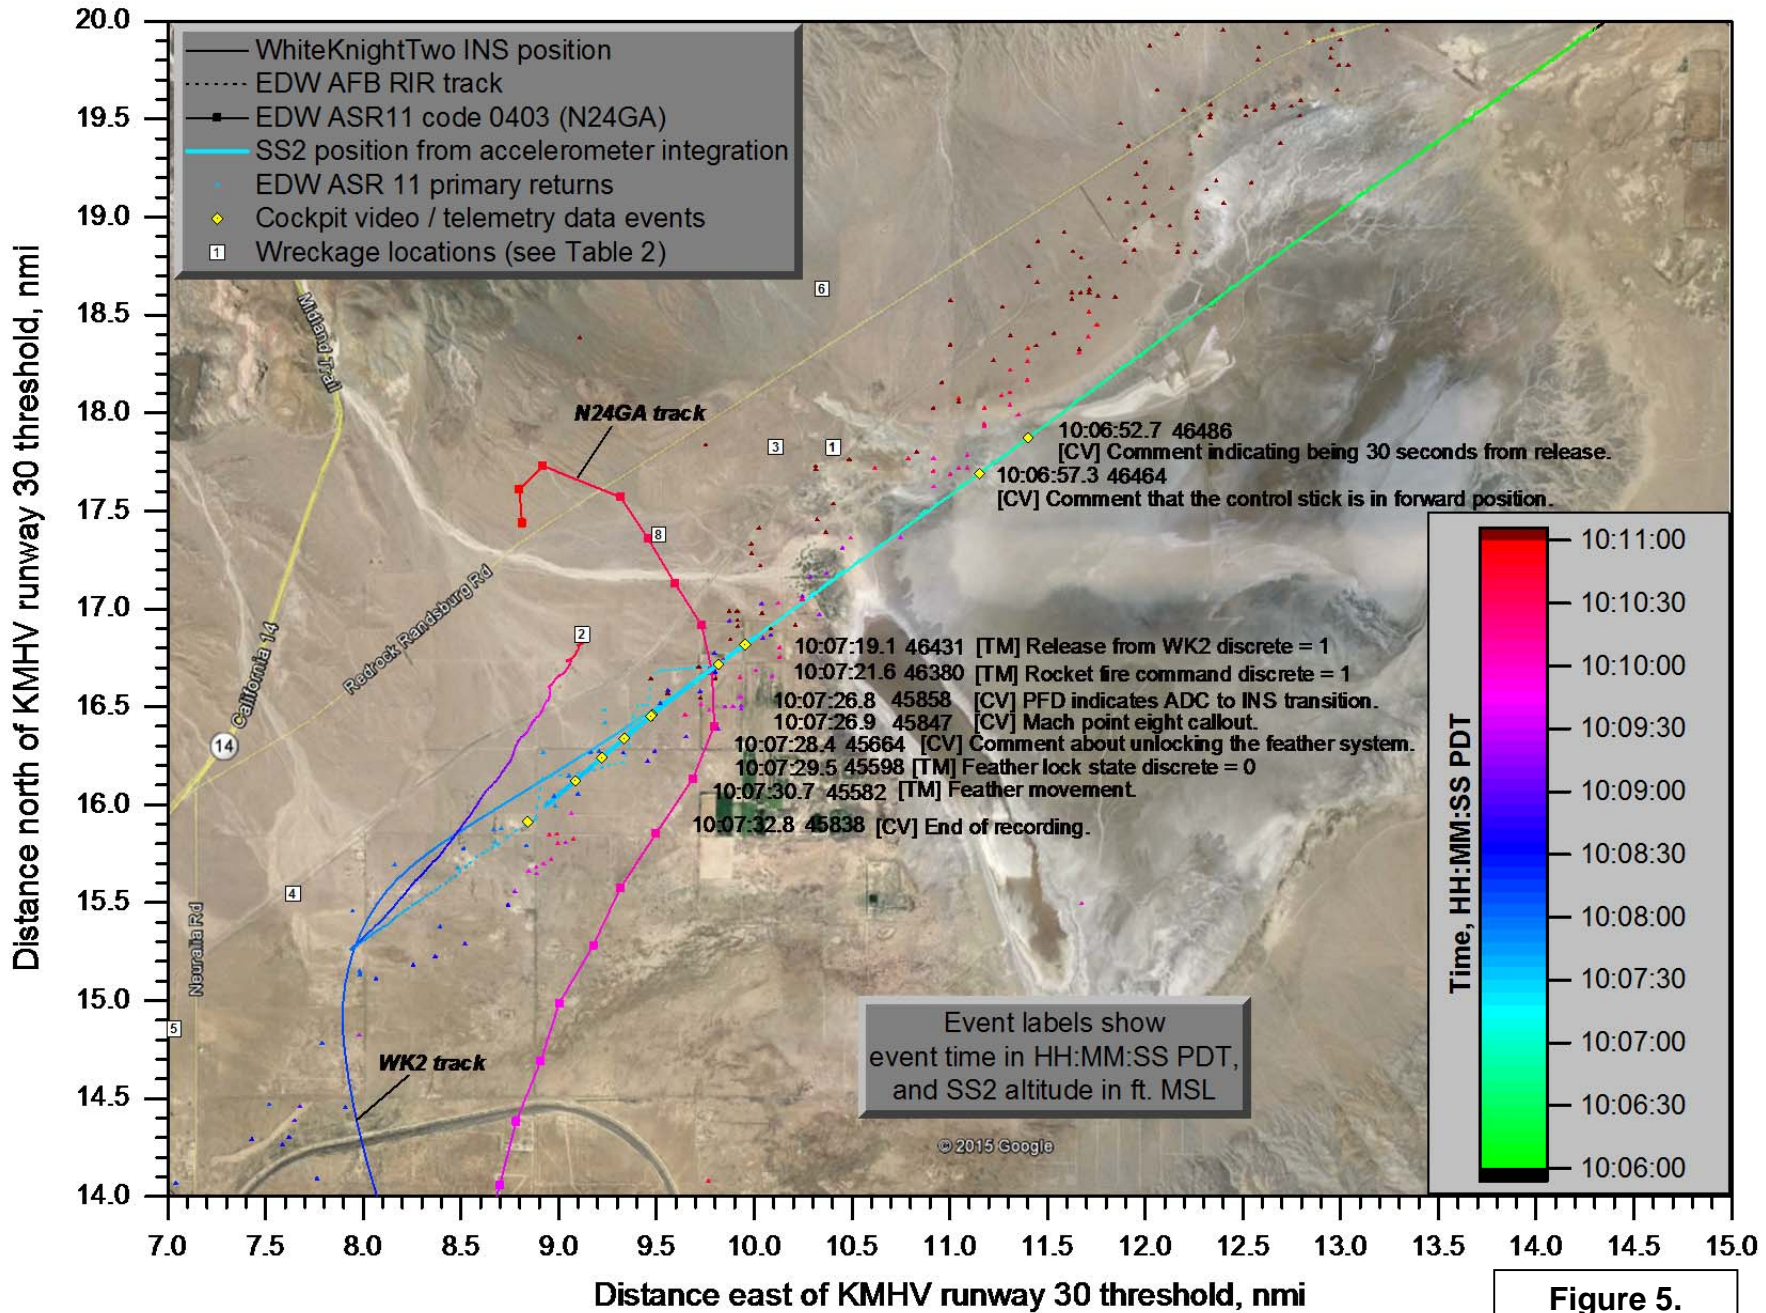 WhiteKnightTwo INS position
EDW AFB RIR track
EDW ASR11 code 0403 (N24GA)
SS2 position from accelerometer integration
EDW ASR 11 primary returns
Cockpit video / telemetry data events
1 Wreckage locations (see Table 2)
Distance north of KMHV runway 30 threshold, nmi
20.0
19.5
19.0
18.5
18.0
17.5
17.0
16.5
16.0
15.5
15.0
14.5
14.0
Midland Trail
6
N24GA track
3
1
8
2
4
5
10:06:52.7 46486
[CV] Comment indicating being 30 seconds from release.
10:06:57.3 46464
[CV] Comment that the control stick is in forward position.
Redrock Randsburg Rd
California 14
14
Neuralia Rd
10:07:19.1 46431 [TM] Release from WK2 discrete = 1
10:07:21.6 46380 [TM] Rocket fire command discrete = 1
10:07:26.8 45858 [CV] PFD indicates ADC to INS transition.
10:07:26.9 45847 [CV] Mach point eight callout.
10:07:28.4 45664 [CV] Comment about unlocking the feather system.
10:07:29.5 45598 [TM] Feather lock state discrete = 0
10:07:30.7 45582 [TM] Feather movement.
10:07:32.8 45838 [CV] End of recording.
WK2 track
Event labels show
event time in HH:MM:SS PDT,
and SS2 altitude in ft. MSL
© 2015 Google
Time, HH:MM:SS PDT
10:11:00
10:10:30
10:10:00
10:09:30
10:09:00
10:08:30
10:08:00
10:07:30
10:07:00
10:06:30
10:06:00
7.0 7.5 8.0 8.5 9.0 9.5 10.0 10.5 11.0 11.5 12.0 12.5 13.0 13.5 14.0 14.5 15.0
Distance east of KMHV runway 30 threshold, nmi
Figure 5.